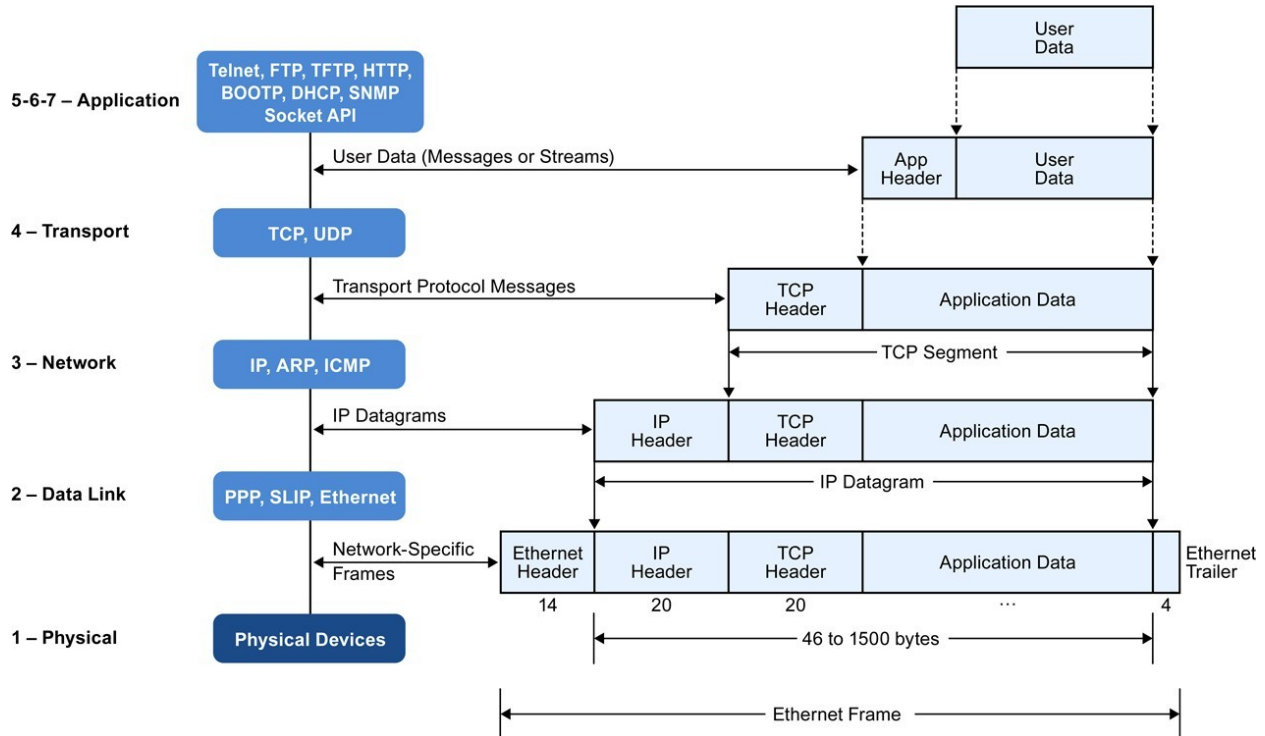 User
Data
Telnet, FTP, TFTP, HTTP,
BOOTP, DHCP, SNMP
Socket API
5-6-7 – Application
User Data (Messages or Streams)
App
Header
User
Data
4 – Transport
TCP, UDP
Transport Protocol Messages
TCP
Header
Application Data
TCP Segment
3 – Network
IP, ARP, ICMP
IP Datagrams
IP
Header
TCP
Header
Application Data
IP Datagram
2 – Data Link
PPP, SLIP, Ethernet
Network-Specific
Frames
Ethernet
Header
IP
Header
TCP
Header
Application Data
Ethernet
Trailer
14
20
20
...
4
1 – Physical
Physical Devices
46 to 1500 bytes
Ethernet Frame